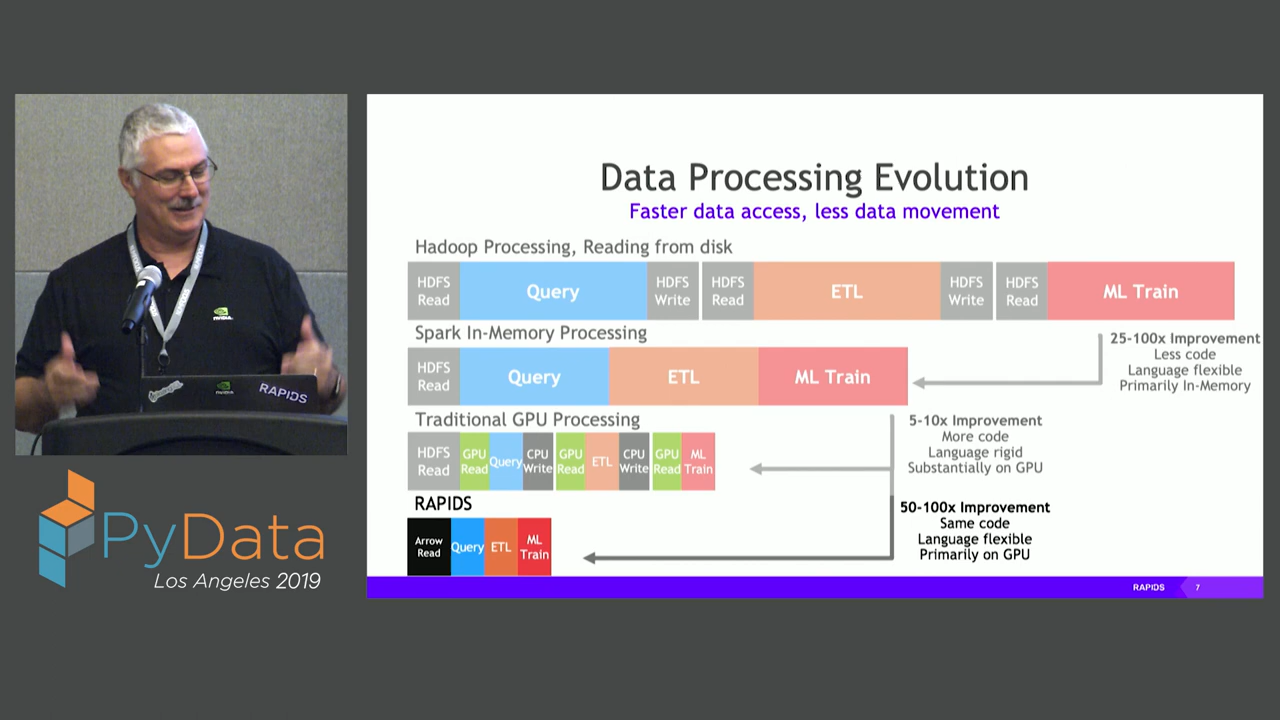 Data Processing Evolution
Faster data access, less data movement
Hadoop Processing, Reading from disk
HDFS Read
Query
HDFS Write
HDFS Read
ETL
HDFS Write
HDFS Read
ML Train
25-100x Improvement
Less code
Language flexible
Primarily In-Memory
Spark In-Memory Processing
HDFS Read
Query
ETL
ML Train
5-10x Improvement
More code
Language rigid
Substantially on GPU
Traditional GPU Processing
HDFS Read
GPU Read
Query
CPU Write
GPU Read
ETL
CPU Write
GPU Read
ML Train
50-100x Improvement
Same code
Language flexible
Primarily on GPU
RAPIDS
Arrow Read
Query
ETL
ML Train
RAPIDS 7
NVIDIA
RAPIDS
PyData
Los Angeles 2019